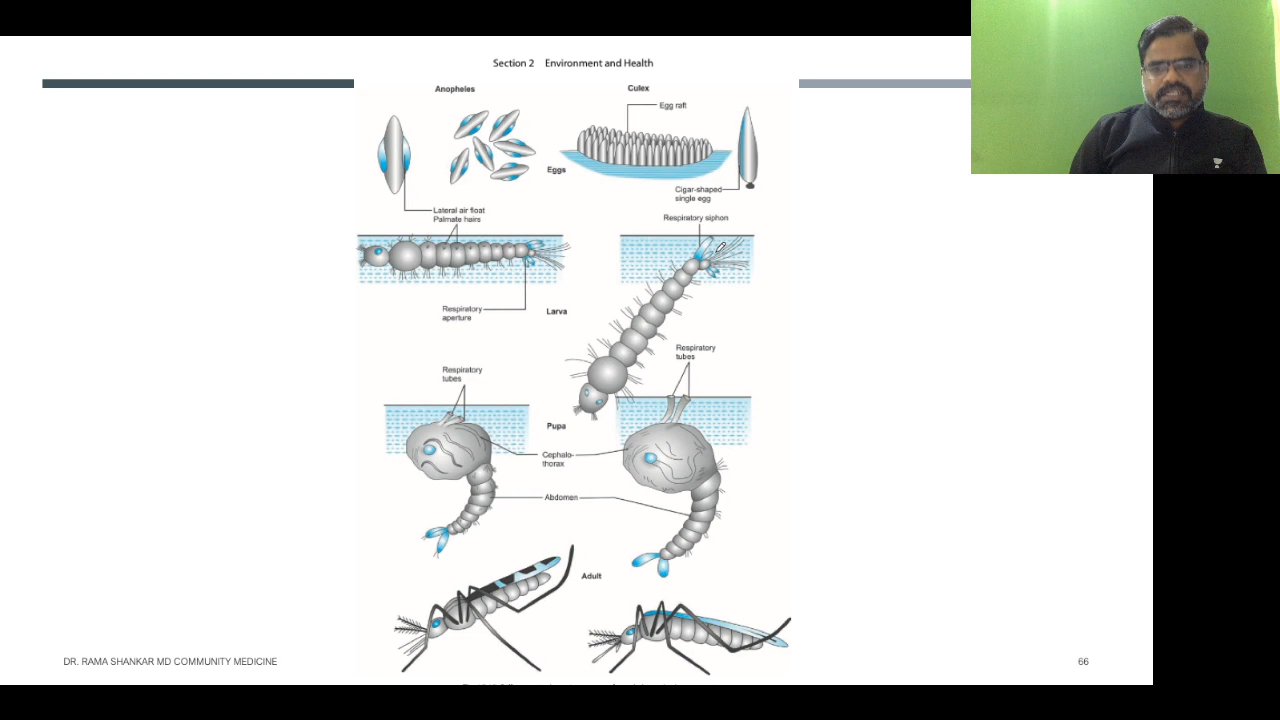 Section 2 Environment and Health
Anopheles
Culex
Egg raft
Eggs
Cigar-shaped
single egg
Lateral air float
Palmate hairs
Respiratory siphon
Respiratory
aperture
Larva
Respiratory
tubes
Respiratory
tubes
Pupa
Cephalo-
thorax
Abdomen
Adult
DR. RAMA SHANKAR MD COMMUNITY MEDICINE
66